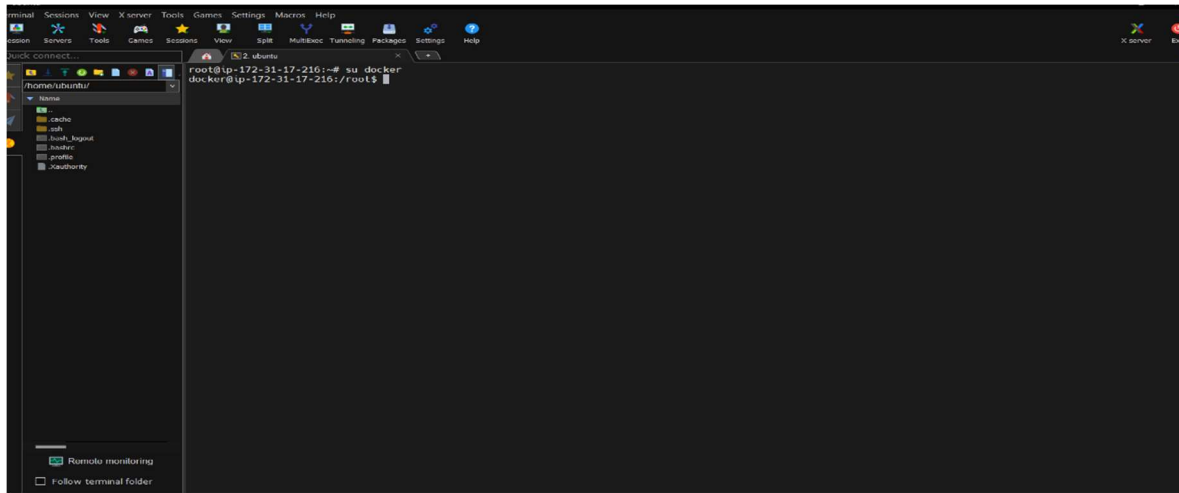 Sessions View X server Tools Games Settings Macros Help
Servers Tools Games Sessions View Split MultiExec Tunneling Packages Settings Help X server
Quick connect...
2. ubuntu
/home/ubuntu/
Name
..
.cache
.ssh
.bash_logout
.bashrc
.profile
.Xauthority
root@ip-172-31-17-216:~# su docker
docker@ip-172-31-17-216:/root$
Remote monitoring
Follow terminal folder